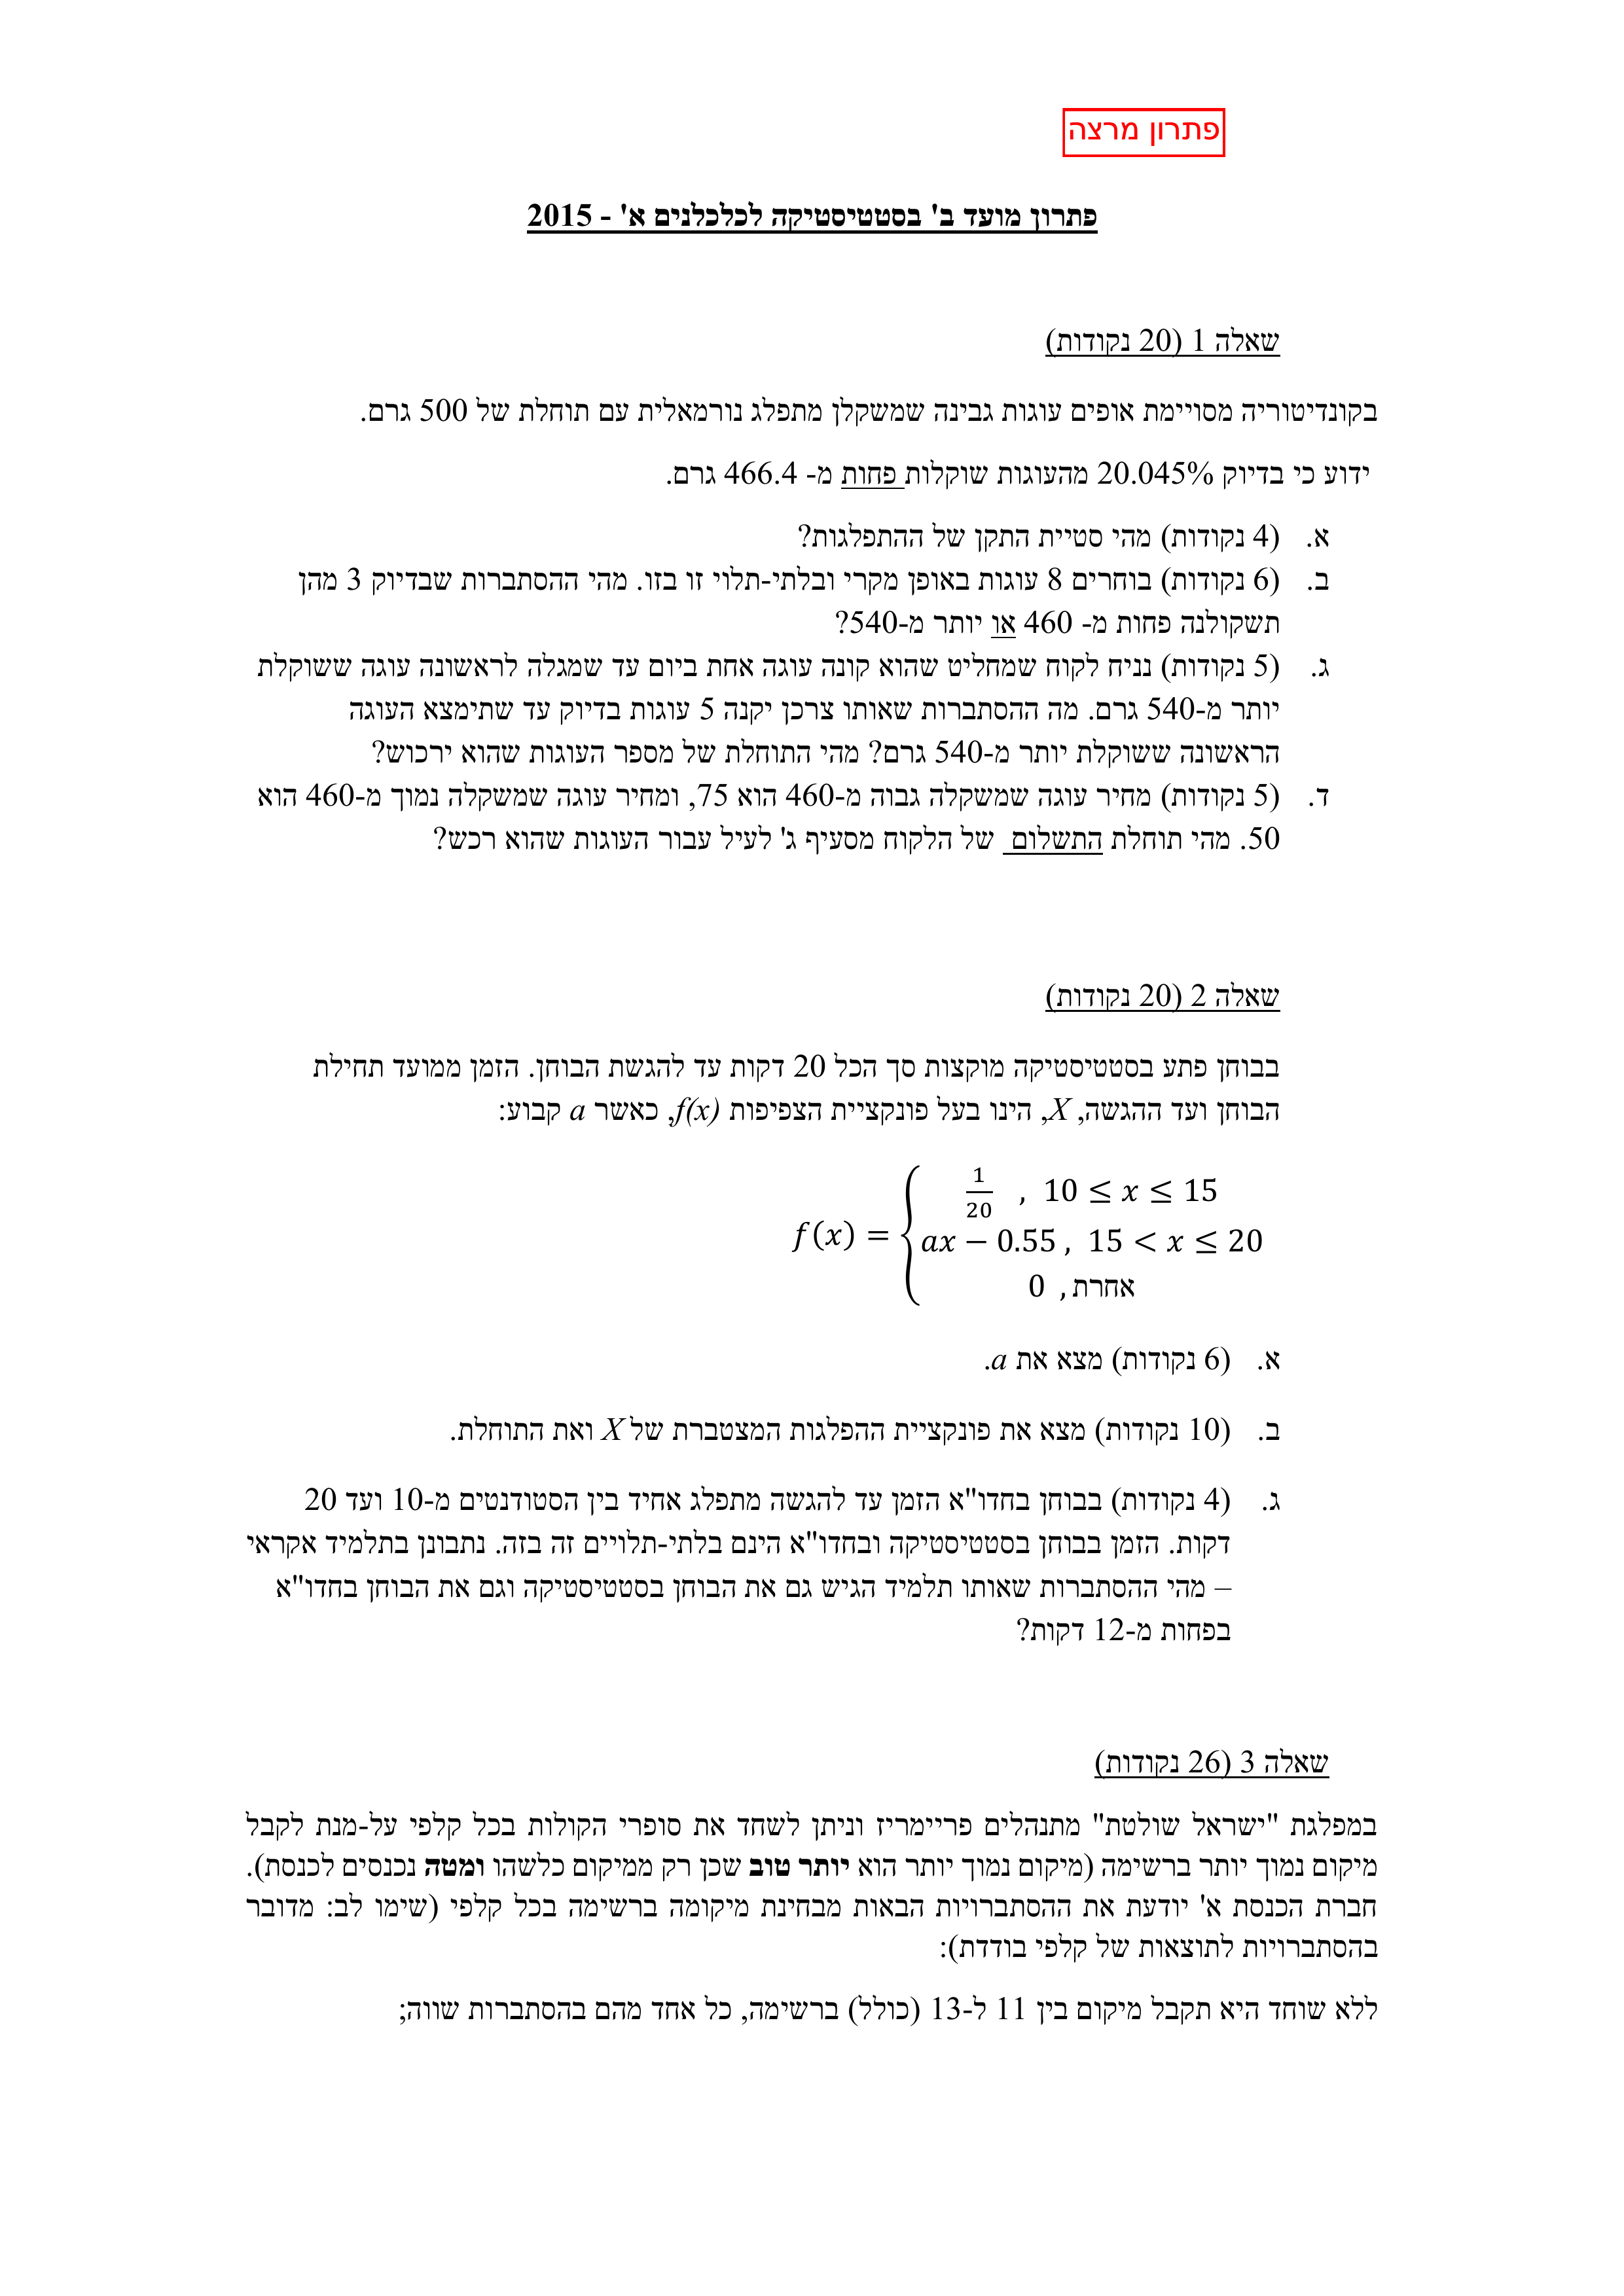 פתרון מרצה
פתרון מועד ב' בסטטיסטיקה לכלכלנים א' - 2015
שאלה 1 (20 נקודות)
בקונדיטוריה מסויימת אופים עוגות גבינה שמשקלן מתפלג נורמאלית עם תוחלת של 500 גרם.
ידוע כי בדיוק 20.045% מהעוגות שוקלות פחות מ- 466.4 גרם.
א. (4 נקודות) מהי סטיית התקן של ההתפלגות?
ב. (6 נקודות) בוחרים 8 עוגות באופן מקרי ובלתי-תלוי זו בזו. מהי ההסתברות שבדיוק 3 מהן
תשקולנה פחות מ- 460 או יותר מ-540?
ג. (5 נקודות) נניח לקוח שמחליט שהוא קונה עוגה אחת ביום עד שמגלה לראשונה עוגה ששוקלת
יותר מ-540 גרם. מה ההסתברות שאותו צרכן יקנה 5 עוגות בדיוק עד שתימצא העוגה
הראשונה ששוקלת יותר מ-540 גרם? מהי התוחלת של מספר העוגות שהוא ירכוש?
ד. (5 נקודות) מחיר עוגה שמשקלה גבוה מ-460 הוא 75, ומחיר עוגה שמשקלה נמוך מ-460 הוא
50. מהי תוחלת התשלום של הלקוח מסעיף ג' לעיל עבור העוגות שהוא רכש?
שאלה 2 (20 נקודות)
בבוחן פתע בסטטיסטיקה מוקצות סך הכל 20 דקות עד להגשת הבוחן. הזמן ממועד תחילת
הבוחן ועד ההגשה, X, הינו בעל פונקציית הצפיפות f(x), כאשר a קבוע:
f(x) = { 1/20 , 10 ≤ x ≤ 15
ax − 0.55 , 15 < x ≤ 20
0 , אחרת
א. (6 נקודות) מצא את a.
ב. (10 נקודות) מצא את פונקציית ההפלגות המצטברת של X ואת התוחלת.
ג. (4 נקודות) בבוחן בחדו"א הזמן עד להגשה מתפלג אחיד בין הסטודנטים מ-10 ועד 20
דקות. הזמן בבוחן בסטטיסטיקה ובחדו"א הינם בלתי-תלויים זה בזה. נתבונן בתלמיד אקראי
– מהי ההסתברות שאותו תלמיד הגיש גם את הבוחן בסטטיסטיקה וגם את הבוחן בחדו"א
בפחות מ-12 דקות?
שאלה 3 (26 נקודות)
במפלגת "ישראל שולטת" מתנהלים פריימריז וניתן לשחד את סופרי הקולות בכל קלפי על-מנת לקבל
מיקום נמוך יותר ברשימה (מיקום נמוך יותר הוא יותר טוב שכן רק ממיקום כלשהו ומטה נכנסים לכנסת).
חברת הכנסת א' יודעת את ההסתברויות הבאות מבחינת מיקומה ברשימה בכל קלפי (שימו לב: מדובר
בהסתברויות לתוצאות של קלפי בודדת):
ללא שוחד היא תקבל מיקום בין 11 ל-13 (כולל) ברשימה, כל אחד מהם בהסתברות שווה;